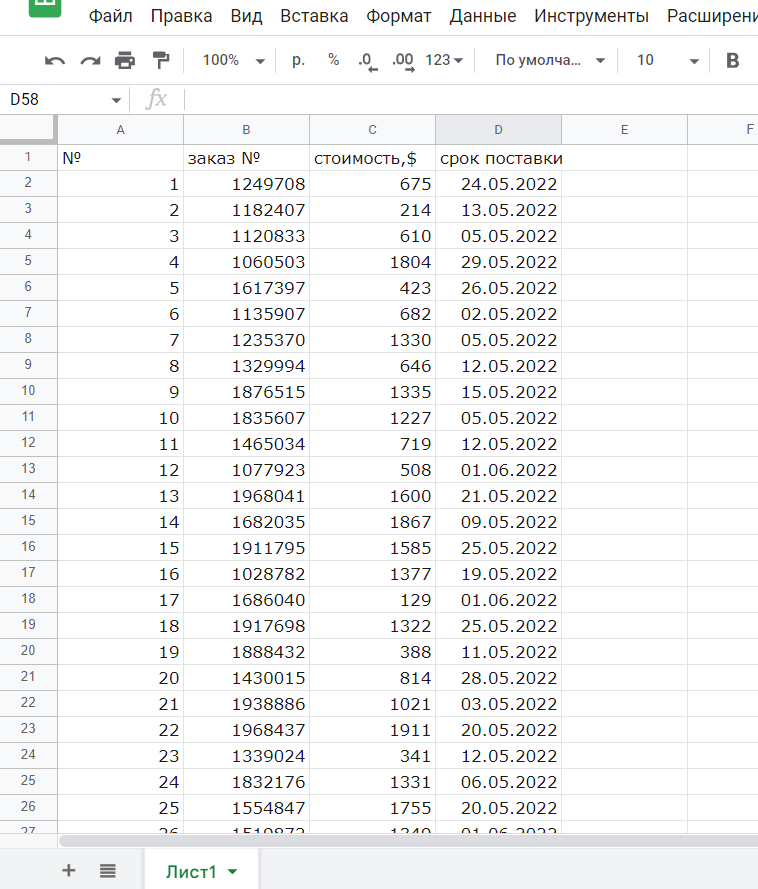 Файл Правка Вид Вставка Формат Данные Инструменты
100% р. % .0 .00 123 По умолча... 10 B
D58 fx
A B C D E F
1 № заказ № стоимость,$ срок поставки
2 1 1249708 675 24.05.2022
3 2 1182407 214 13.05.2022
4 3 1120833 610 05.05.2022
5 4 1060503 1804 29.05.2022
6 5 1617397 423 26.05.2022
7 6 1135907 682 02.05.2022
8 7 1235370 1330 05.05.2022
9 8 1329994 646 12.05.2022
10 9 1876515 1335 15.05.2022
11 10 1835607 1227 05.05.2022
12 11 1465034 719 12.05.2022
13 12 1077923 508 01.06.2022
14 13 1968041 1600 21.05.2022
15 14 1682035 1867 09.05.2022
16 15 1911795 1585 25.05.2022
17 16 1028782 1377 19.05.2022
18 17 1686040 129 01.06.2022
19 18 1917698 1322 25.05.2022
20 19 1888432 388 11.05.2022
21 20 1430015 814 28.05.2022
22 21 1938886 1021 03.05.2022
23 22 1968437 1911 20.05.2022
24 23 1339024 341 12.05.2022
25 24 1832176 1331 06.05.2022
26 25 1554847 1755 20.05.2022
Лист1